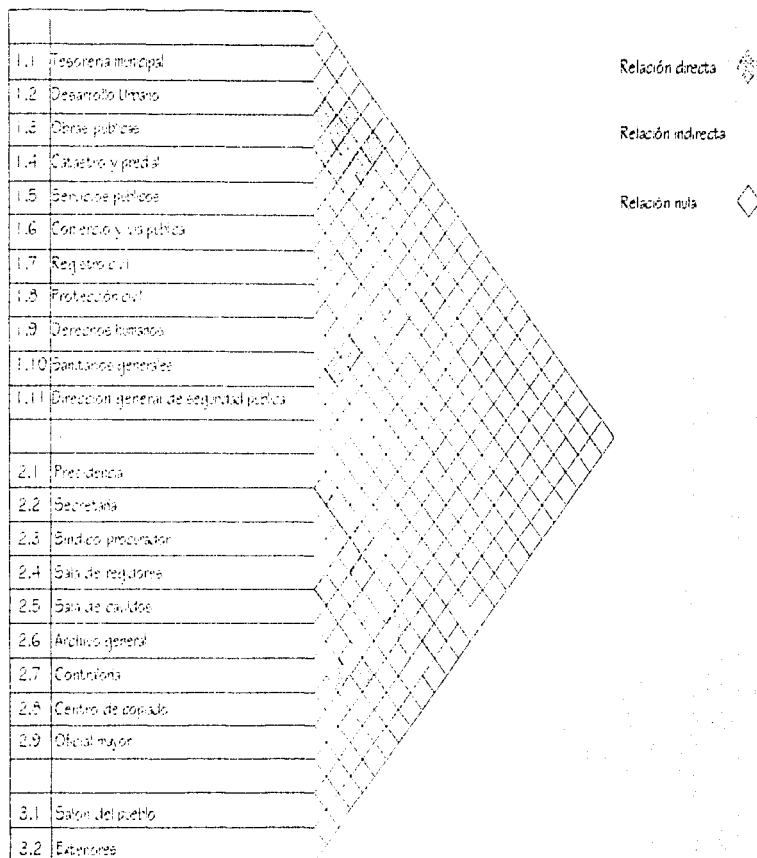 1.1 Tesorería municipal
1.2 Desarrollo Urbano
1.3 Obras públicas
1.4 Catastro y predial
1.5 Servicios públicos
1.6 Comercio y vía pública
1.7 Registro civil
1.8 Protección civil
1.9 Derechos humanos
1.10 Sanitarios generales
1.11 Dirección general de seguridad pública
2.1 Presidencia
2.2 Secretaría
2.3 Síndico procurador
2.4 Sala de regidores
2.5 Sala de cavildos
2.6 Archivo general
2.7 Contraloría
2.8 Centro de copiado
2.9 Oficial mayor
3.1 Salón del pueblo
3.2 Exteriores
Relación directa
Relación indirecta
Relación nula